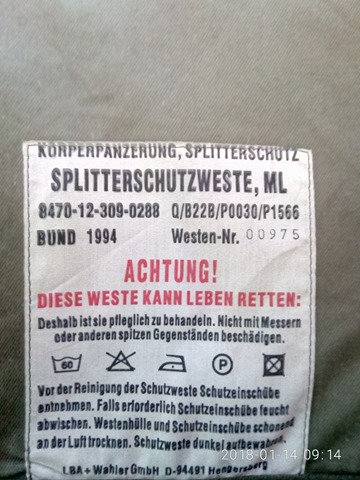 KÖRPERPANZERUNG, SPLITTERSCHUTZ
SPLITTERSCHUTZWESTE, ML
8470-12-309-0288 Q/B22B/P0030/P1566
BUND 1994 Westen-Nr. 00975
ACHTUNG!
DIESE WESTE KANN LEBEN RETTEN:
Deshalb ist sie pfleglich zu behandeln. Nicht mit Messern
oder anderen spitzen Gegenständen beschädigen.
60
P
Vor der Reinigung der Schutzweste Schutzeinschübe
entnehmen. Falls erforderlich Schutzeinschübe feucht
abwischen. Westenhülle und Schutzeinschübe schonend
an der Luft trocknen. Schutzweste dunkel aufbewahren.
LBA + Wahler GmbH D-94491 Hengersberg
2018-01-14 09:14